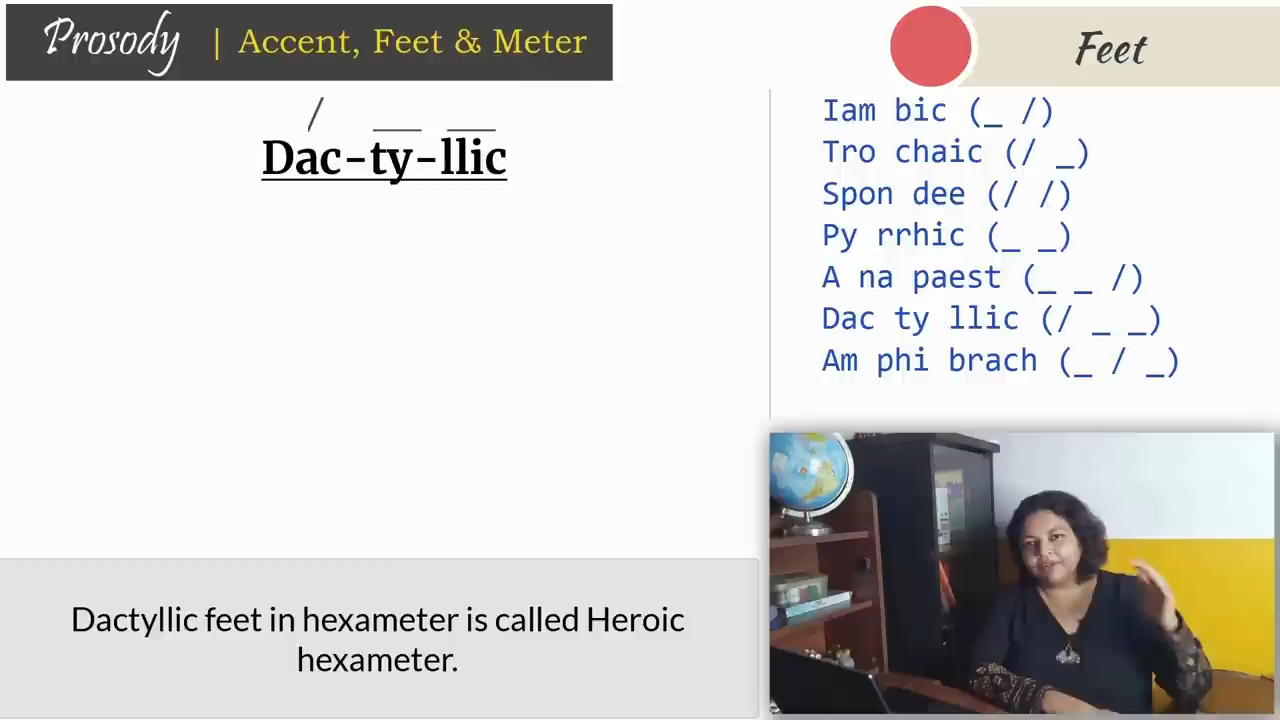 Prosody | Accent, Feet & Meter
Feet
Dac-ty-llic
Iam bic (_ /)
Tro chaic (/ _)
Spon dee (/ /)
Py rrhic (_ _)
A na paest (_ _ /)
Dac ty llic (/ _ _)
Am phi brach (_ / _)
Dactyllic feet in hexameter is called Heroic
hexameter.